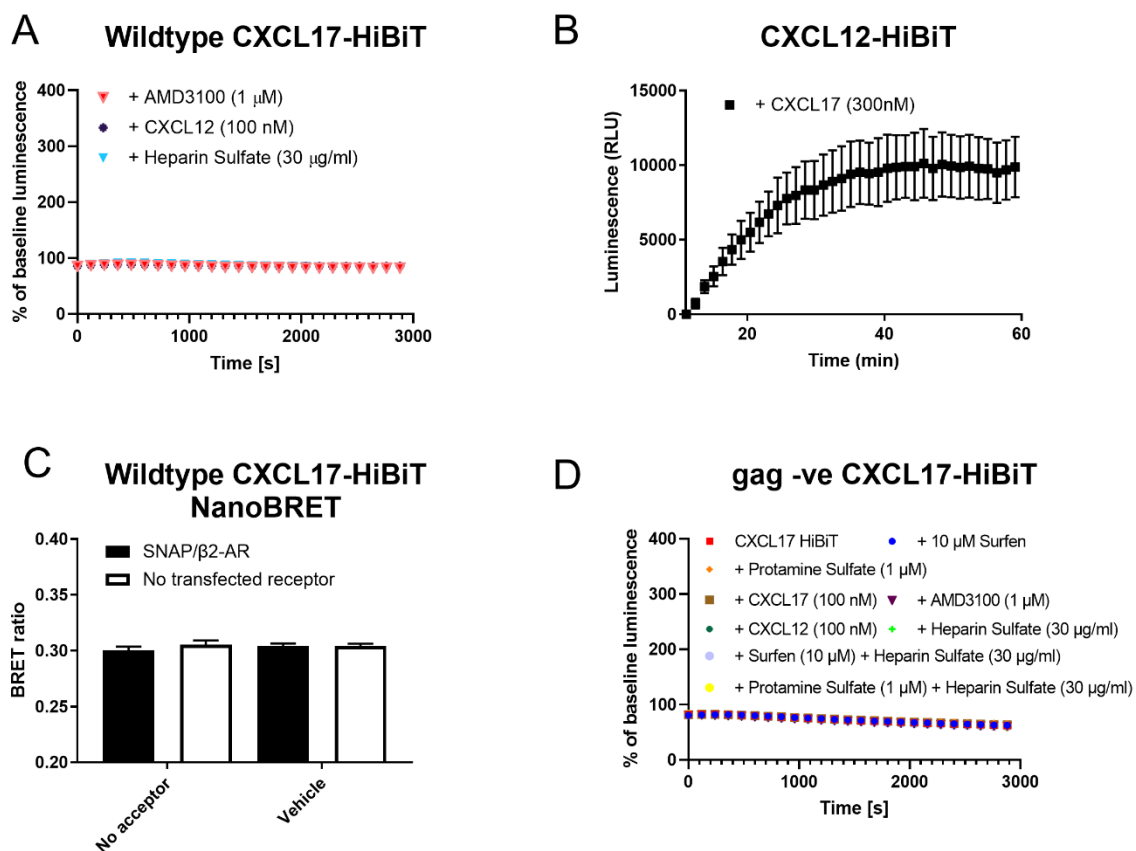 A
Wildtype CXCL17-HiBiT
% of baseline luminescence
400
300
200
100
0
+ AMD3100 (1 μM)
+ CXCL12 (100 nM)
+ Heparin Sulfate (30 μg/ml)
0 1000 2000 3000
Time [s]
B
CXCL12-HiBiT
Luminescence (RLU)
15000
10000
5000
0
+ CXCL17 (300nM)
20 40 60
Time (min)
C
Wildtype CXCL17-HiBiT
NanoBRET
BRET ratio
0.40
0.35
0.30
0.25
0.20
SNAP/β2-AR
No transfected receptor
No acceptor
Vehicle
D
gag -ve CXCL17-HiBiT
% of baseline luminescence
400
300
200
100
0
CXCL17 HiBiT + 10 μM Surfen
+ Protamine Sulfate (1 μM)
+ CXCL17 (100 nM) + AMD3100 (1 μM)
+ CXCL12 (100 nM) + Heparin Sulfate (30 μg/ml)
+ Surfen (10 μM) + Heparin Sulfate (30 μg/ml)
+ Protamine Sulfate (1 μM) + Heparin Sulfate (30 μg/ml)
0 1000 2000 3000
Time [s]